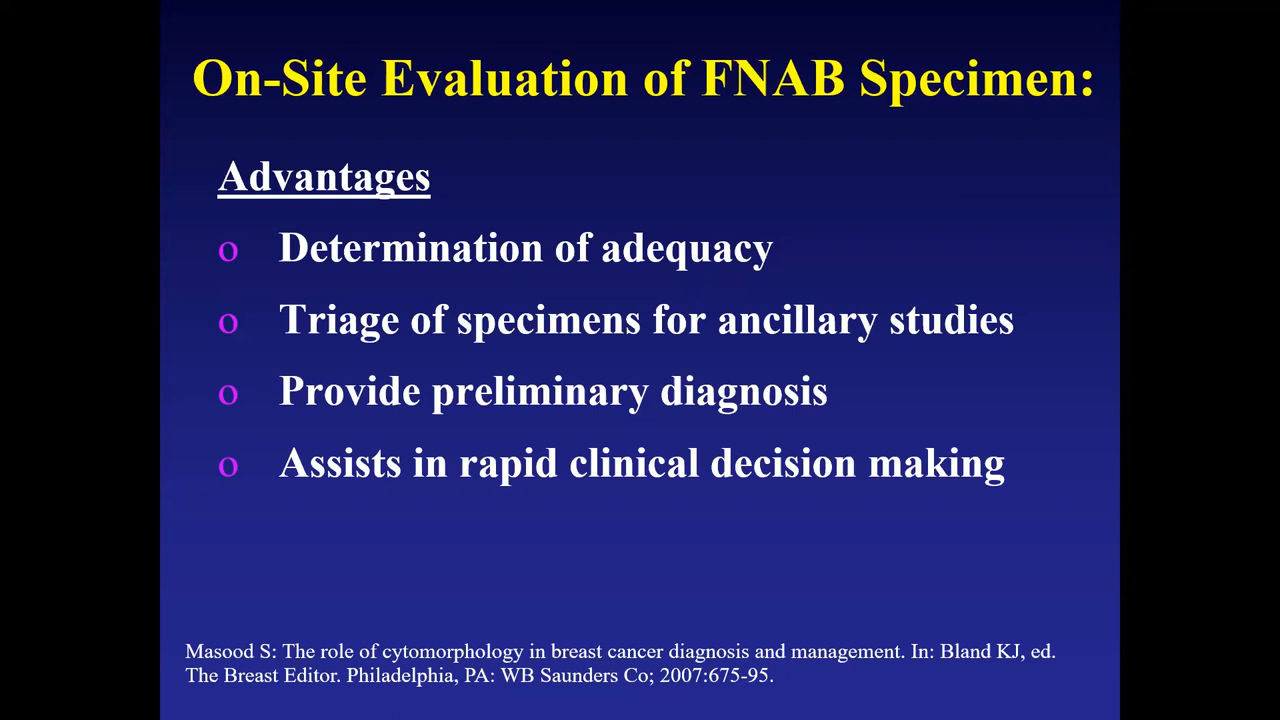 On-Site Evaluation of FNAB Specimen:
Advantages
o Determination of adequacy
o Triage of specimens for ancillary studies
o Provide preliminary diagnosis
o Assists in rapid clinical decision making
Masood S: The role of cytomorphology in breast cancer diagnosis and management. In: Bland KJ, ed.
The Breast Editor. Philadelphia, PA: WB Saunders Co; 2007:675-95.